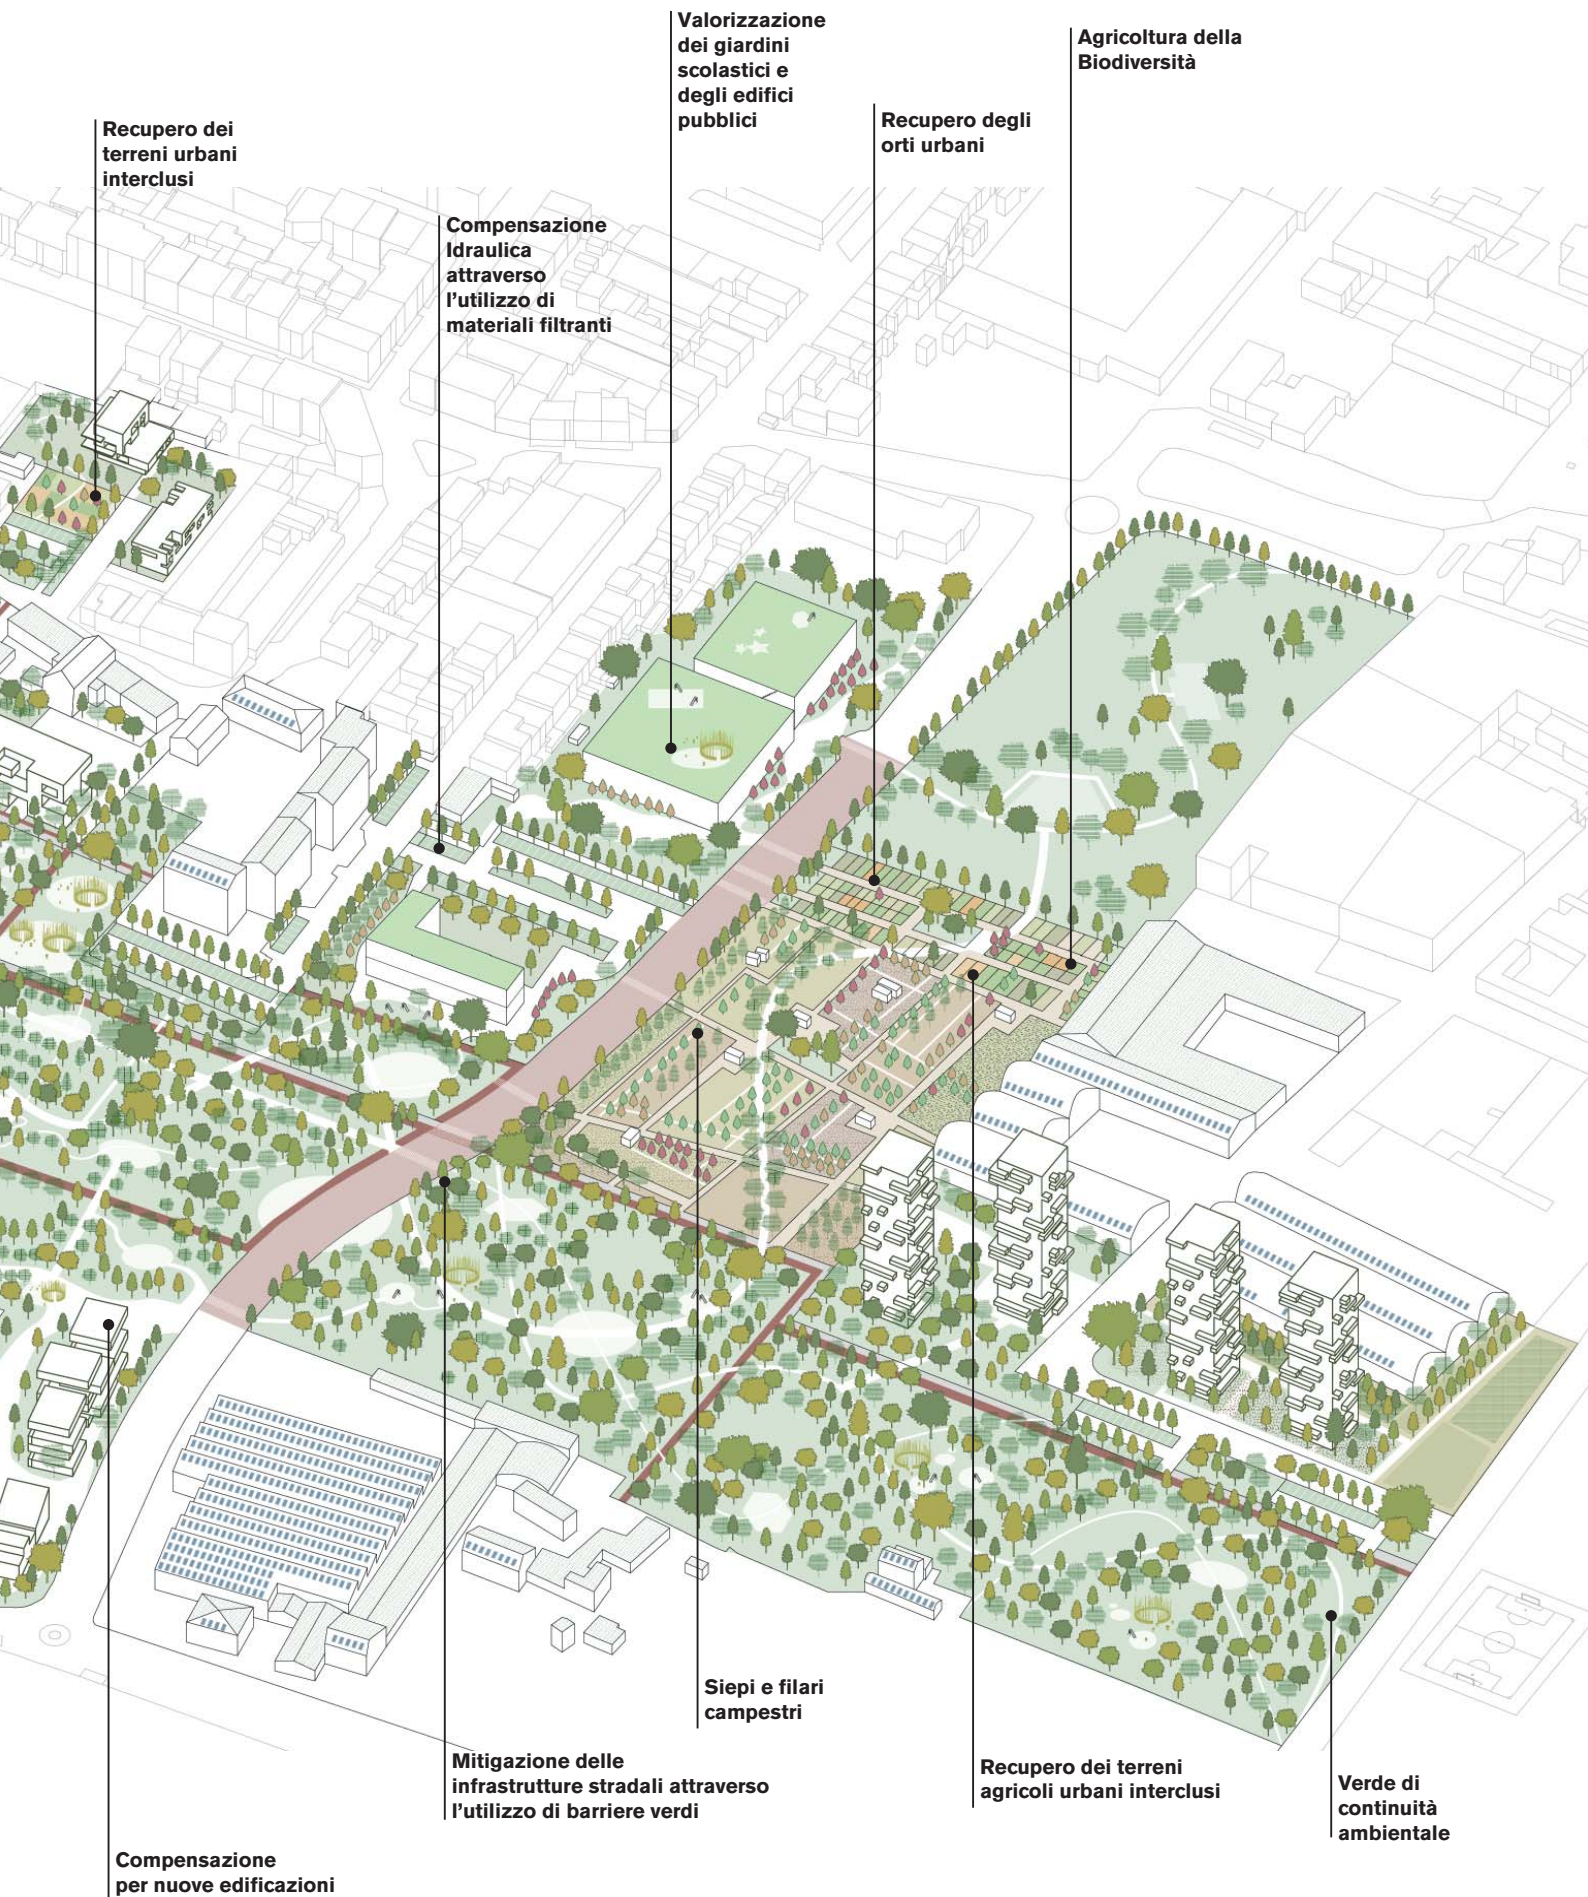 Valorizzazione
dei giardini
scolastici e
degli edifici
pubblici
Agricoltura della
Biodiversità
Recupero degli
orti urbani
Recupero dei
terreni urbani
interclusi
Compensazione
Idraulica
attraverso
l’utilizzo di
materiali filtranti
Siepi e filari
campestri
Mitigazione delle
infrastrutture stradali attraverso
l’utilizzo di barriere verdi
Recupero dei terreni
agricoli urbani interclusi
Verde di
continuità
ambientale
Compensazione
per nuove edificazioni